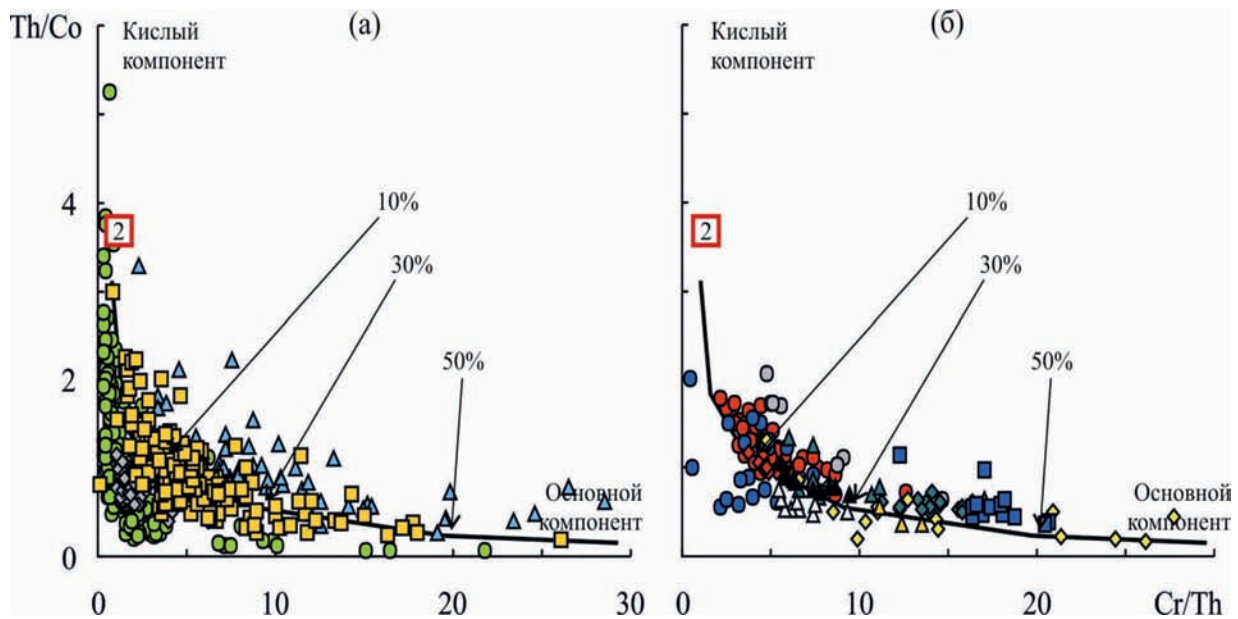 Th/Co
Кислый
компонент
(а)
4
2
0
2
10%
30%
50%
Основной
компонент
0
10
20
30
Кислый
компонент
(б)
2
10%
30%
50%
Основной
компонент
0
10
20
Cr/Th